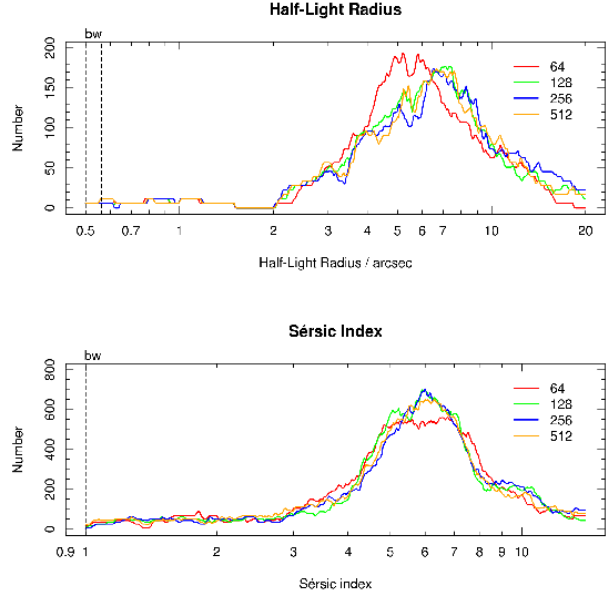 Half-Light Radius
bw
200
150
100
50
0
Number
64
128
256
512
0.5 0.7 1 2 3 4 5 6 7 8 10 20
Half-Light Radius / arcsec
Sérsic Index
bw
800
600
400
200
0
Number
64
128
256
512
0.9 1 2 3 4 5 6 7 8 9 10
Sérsic index